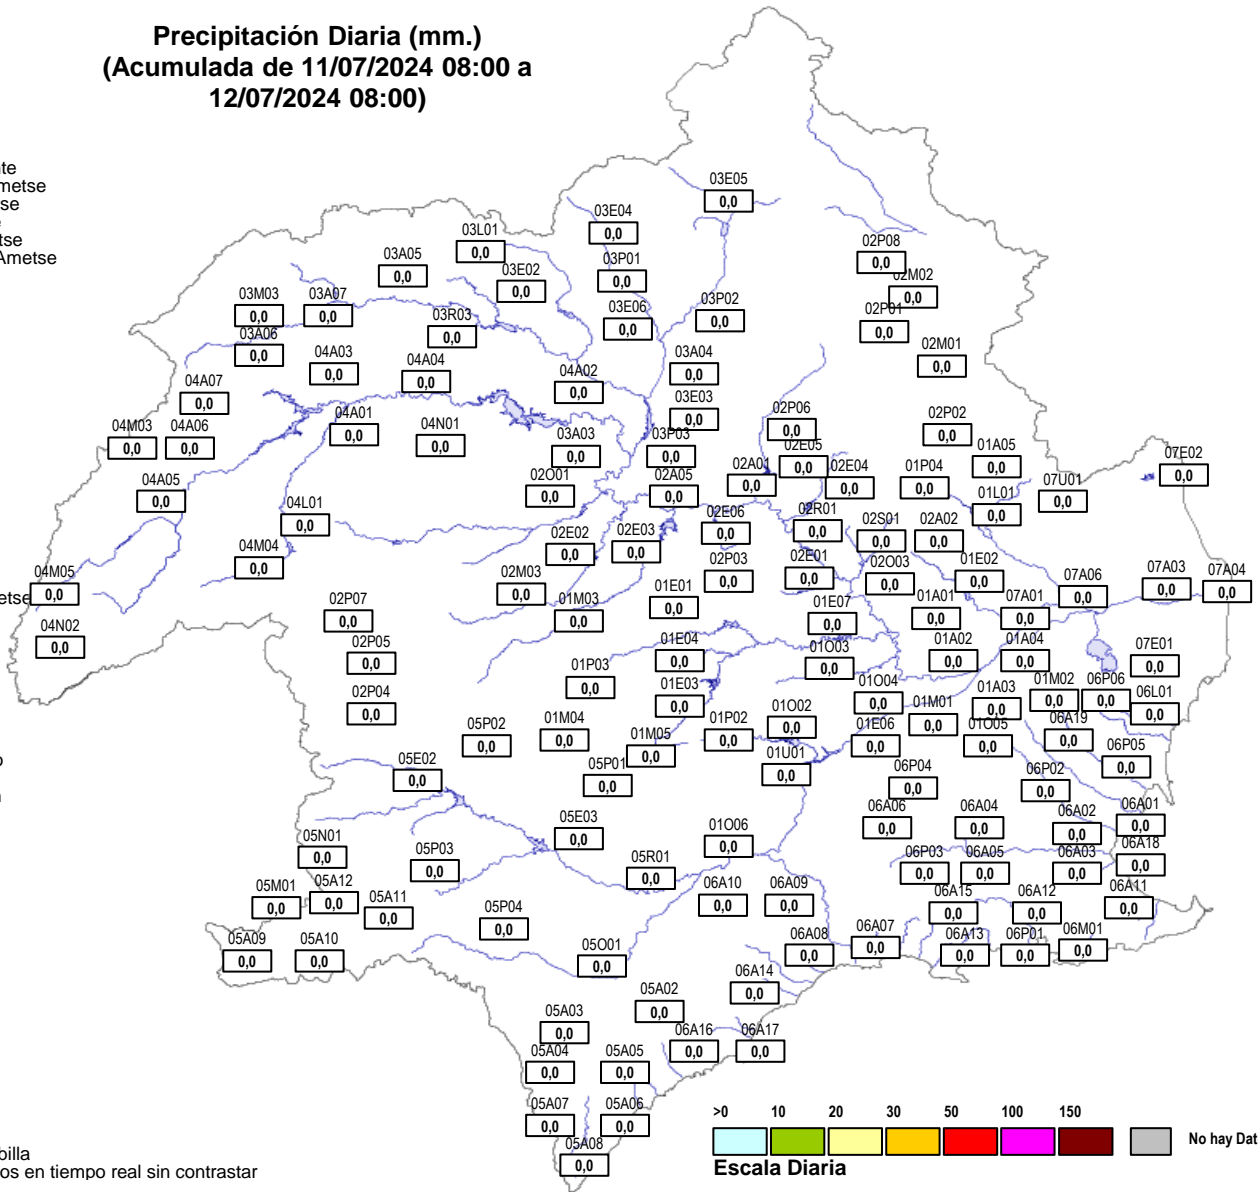 Precipitación Diaria (mm.)
(Acumulada de 11/07/2024 08:00 a
12/07/2024 08:00)
nte
metse
tse
e
tse
Ametse
03E05
0,0
03E04
0,0
03L01
0,0
02P08
0,0
03A05
0,0
03P01
0,0
03E02
0,0
02M02
0,0
03M03
0,0
03A07
0,0
03P02
0,0
03E06
0,0
02P01
0,0
03R03
0,0
03A06
0,0
02M01
0,0
04A03
0,0
04A04
0,0
03A04
0,0
04A02
0,0
04A07
0,0
03E03
0,0
04A01
0,0
02P06
0,0
02P02
0,0
04M03
0,0
04A06
0,0
04N01
0,0
03A03
0,0
03P03
0,0
02E05
0,0
01A05
0,0
07E02
0,0
02O01
0,0
02A05
0,0
02A01
0,0
02E04
0,0
01P04
0,0
07U01
0,0
04A05
0,0
01L01
0,0
04L01
0,0
02E06
0,0
02R01
0,0
02S01
0,0
02A02
0,0
02E02
0,0
02E03
0,0
04M04
0,0
02P03
0,0
02E01
0,0
02O03
0,0
01E02
0,0
04M05
0,0
02M03
0,0
07A06
0,0
07A03
0,0
07A04
0,0
etse
01M03
0,0
01E01
0,0
02P07
0,0
01E07
0,0
01A01
0,0
07A01
0,0
04N02
0,0
02P05
0,0
01E04
0,0
01O03
0,0
01A02
0,0
01A04
0,0
07E01
0,0
01P03
0,0
02P04
0,0
01E03
0,0
01O04
0,0
01A03
0,0
01M02
0,0
06P06
0,0
06L01
0,0
05P02
0,0
01M04
0,0
01P02
0,0
01O02
0,0
01M01
0,0
01E06
0,0
01O05
0,0
06A19
0,0
01M05
0,0
o
05E02
0,0
05P01
0,0
01U01
0,0
06P04
0,0
06P02
0,0
06P05
0,0
05E03
0,0
01O06
0,0
06A06
0,0
06A04
0,0
06A02
0,0
06A01
0,0
05N01
0,0
05P03
0,0
05R01
0,0
06P03
0,0
06A05
0,0
06A03
0,0
06A18
0,0
05M01
0,0
05A12
0,0
05A11
0,0
06A10
0,0
06A09
0,0
06A15
0,0
06A12
0,0
06A11
0,0
05P04
0,0
05A09
0,0
05A10
0,0
05O01
0,0
06A08
0,0
06A07
0,0
06A13
0,0
06P01
0,0
06M01
0,0
06A14
0,0
05A02
0,0
05A03
0,0
06A16
0,0
06A17
0,0
05A04
0,0
05A05
0,0
05A07
0,0
05A06
0,0
05A08
0,0
>0 10 20 30 50 100 150
No hay Dat
Escala Diaria
billa
os en tiempo real sin contrastar